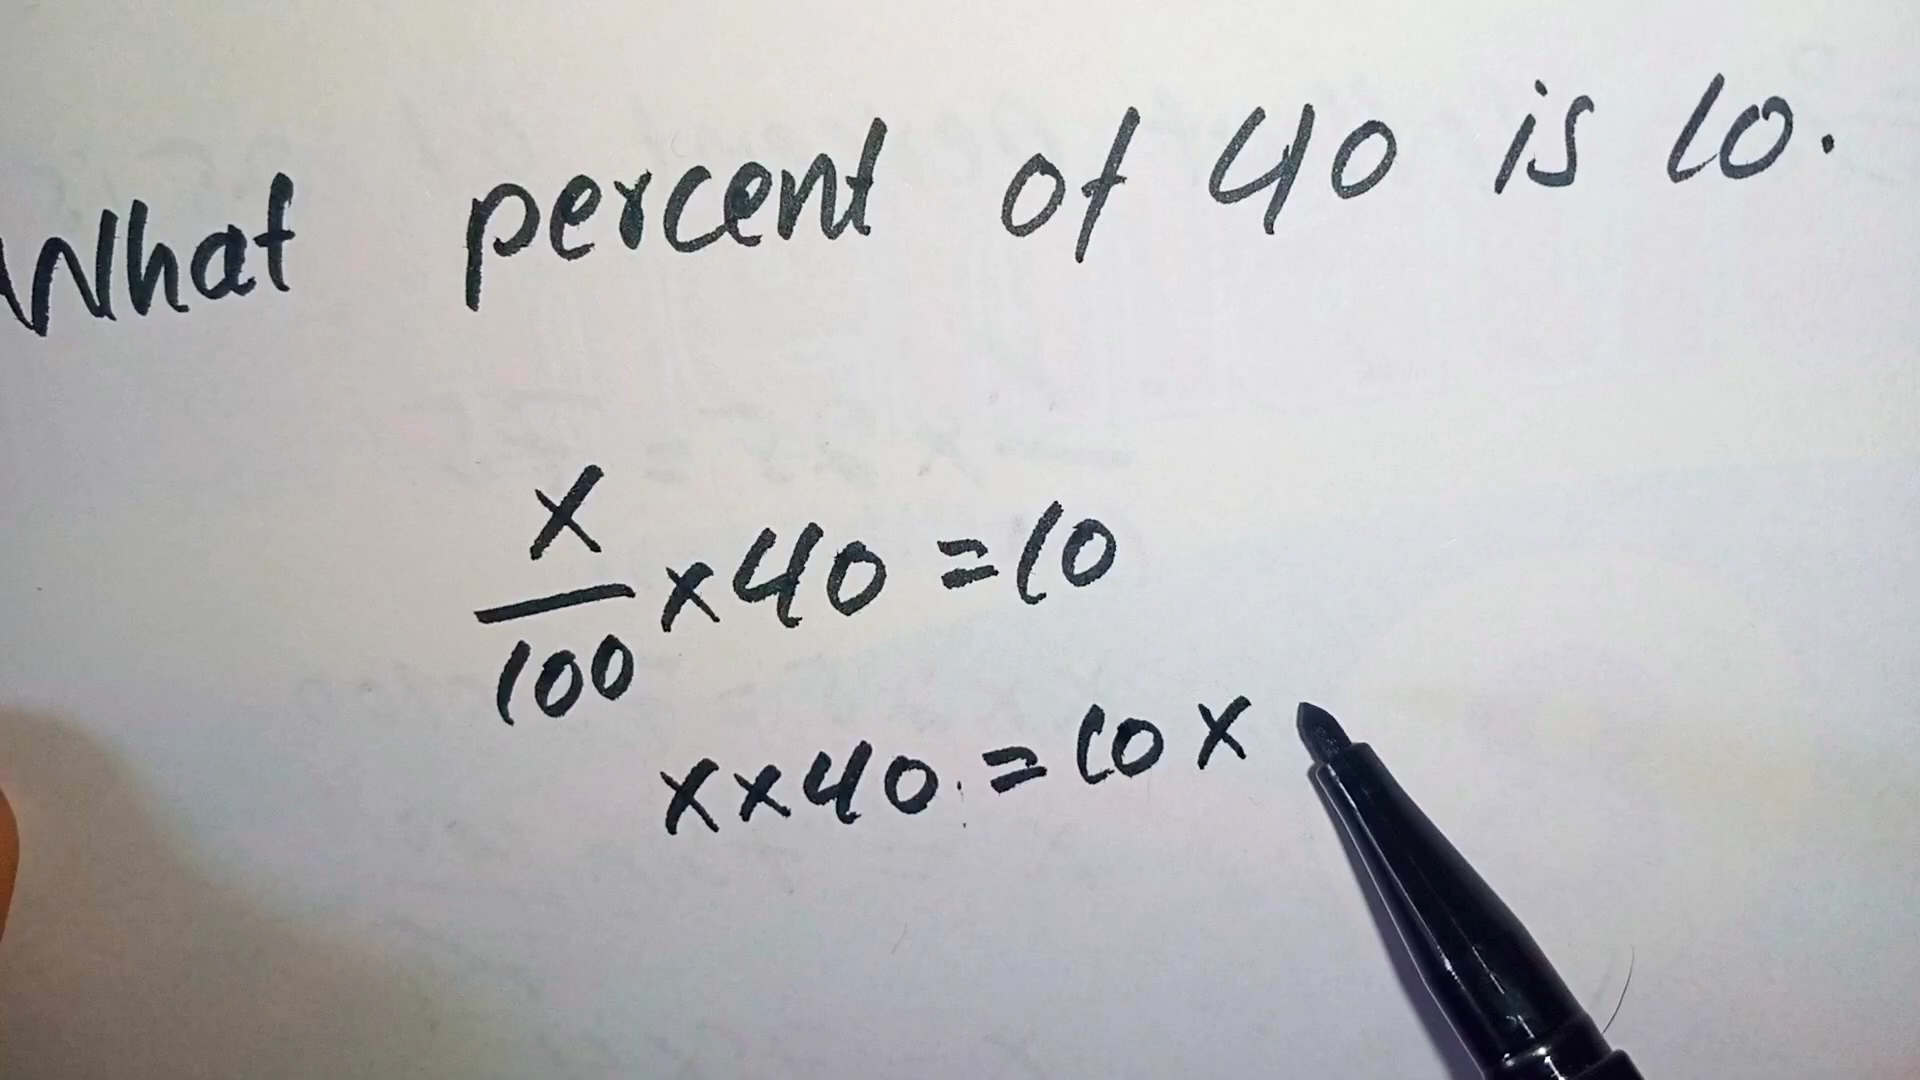 What percent of 40 is 10.
x/100 × 40 = 10
x × 40 = 10 ×